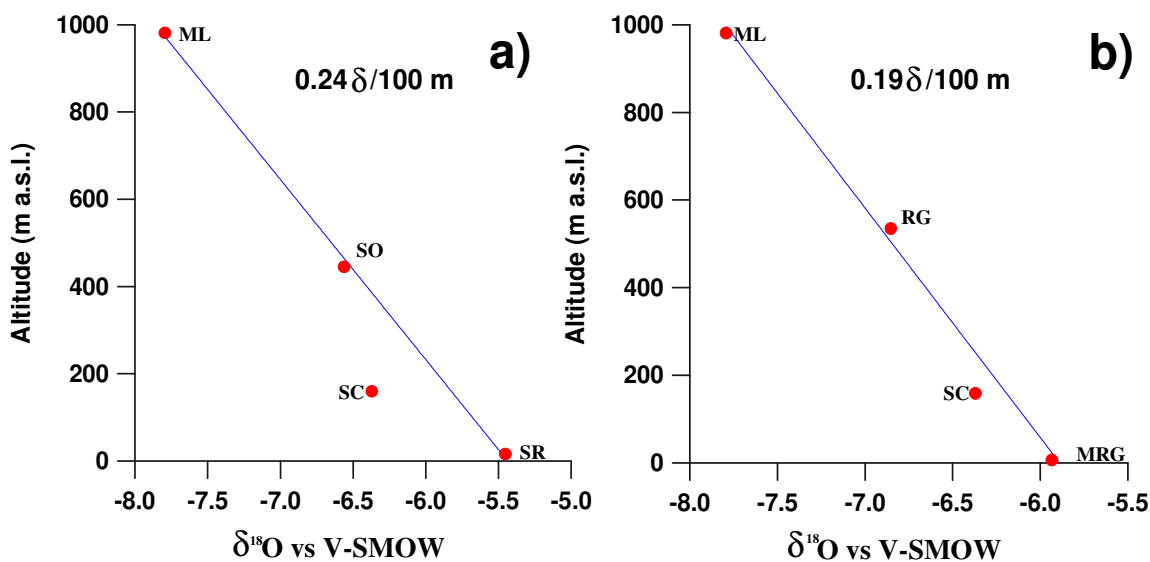 a)
0.24 δ/100 m
Altitude (m a.s.l.)
1000
800
600
400
200
0
ML
SO
SC
SR
-8.0 -7.5 -7.0 -6.5 -6.0 -5.5 -5.0
δ¹⁸O vs V-SMOW
b)
0.19 δ/100 m
Altitude (m a.s.l.)
1000
800
600
400
200
0
ML
RG
SC
MRG
-8.0 -7.5 -7.0 -6.5 -6.0 -5.5
δ¹⁸O vs V-SMOW